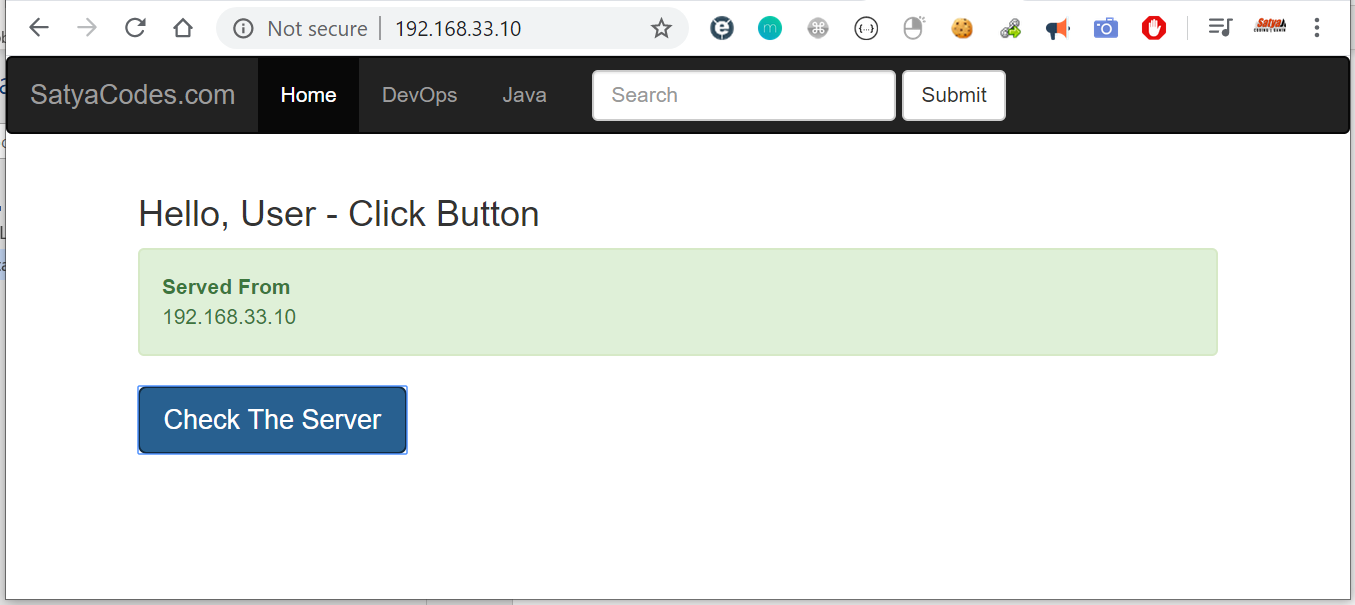 Not secure | 192.168.33.10
SatyaCodes.com Home DevOps Java Search Submit
Hello, User - Click Button
Served From
192.168.33.10
Check The Server